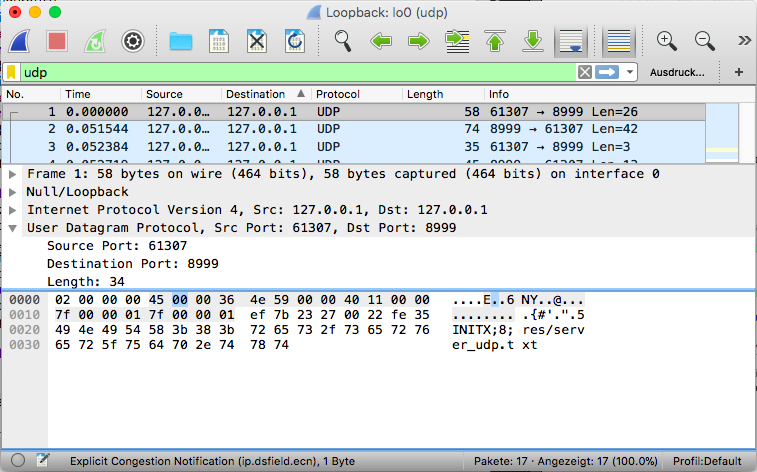 Loopback: lo0 (udp)
udp
Ausdruck... +
No. Time Source Destination Protocol Length Info
1 0.000000 127.0.0... 127.0.0.1 UDP 58 61307 → 8999 Len=26
2 0.051544 127.0.0... 127.0.0.1 UDP 74 8999 → 61307 Len=42
3 0.052384 127.0.0... 127.0.0.1 UDP 35 61307 → 8999 Len=3
Frame 1: 58 bytes on wire (464 bits), 58 bytes captured (464 bits) on interface 0
Null/Loopback
Internet Protocol Version 4, Src: 127.0.0.1, Dst: 127.0.0.1
User Datagram Protocol, Src Port: 61307, Dst Port: 8999
Source Port: 61307
Destination Port: 8999
Length: 34
0000 02 00 00 00 45 00 00 36 4e 59 00 00 40 11 00 00 ....E..6 NY..@...
0010 7f 00 00 01 7f 00 00 01 ef 7b 23 27 00 22 fe 35 ........ .{#'.".5
0020 49 4e 49 54 58 3b 38 3b 72 65 73 2f 73 65 72 76 INITX;8; res/serv
0030 65 72 5f 75 64 70 2e 74 78 74 er_udp.t xt
Explicit Congestion Notification (ip.dsfield.ecn), 1 Byte Pakete: 17 · Angezeigt: 17 (100.0%) Profil:Default